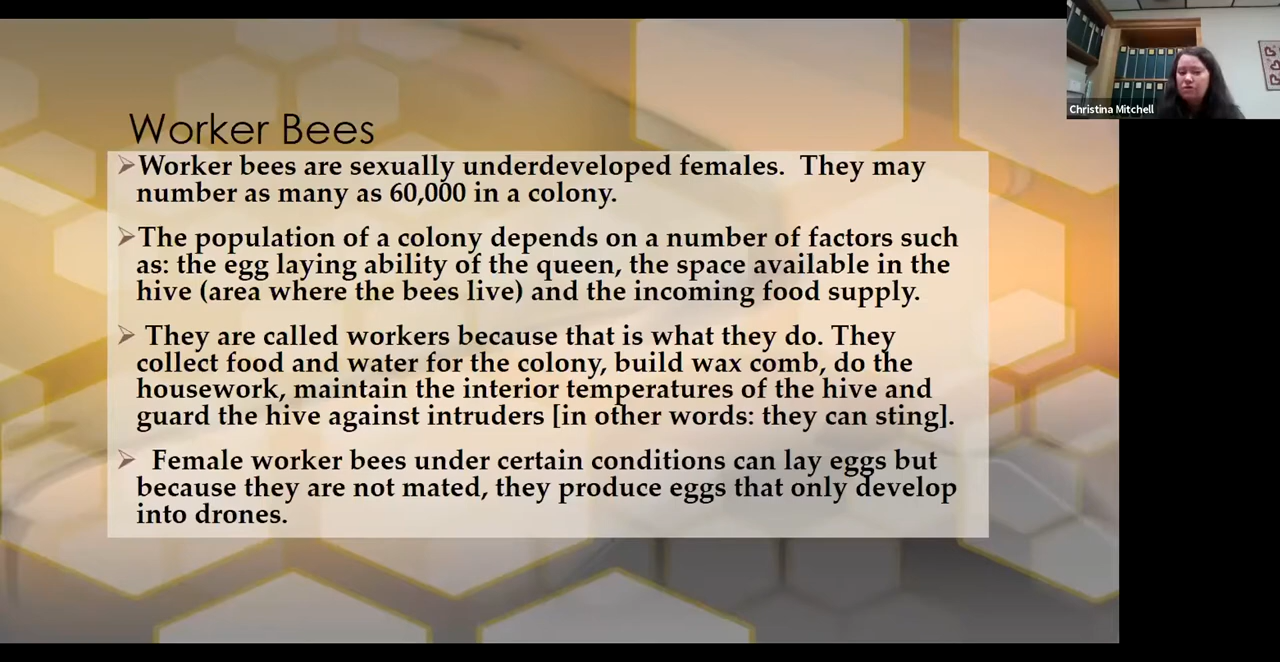 Worker Bees
Worker bees are sexually underdeveloped females.  They may
number as many as 60,000 in a colony.
The population of a colony depends on a number of factors such
as: the egg laying ability of the queen, the space available in the
hive (area where the bees live) and the incoming food supply.
They are called workers because that is what they do. They
collect food and water for the colony, build wax comb, do the
housework, maintain the interior temperatures of the hive and
guard the hive against intruders [in other words: they can sting].
Female worker bees under certain conditions can lay eggs but
because they are not mated, they produce eggs that only develop
into drones.
Christina Mitchell